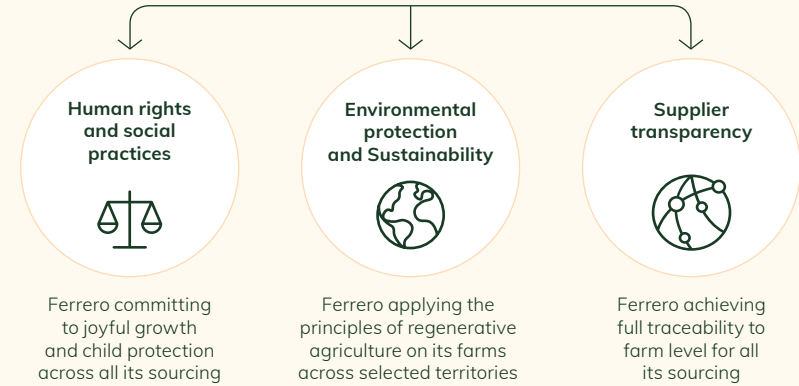 Human rights
and social
practices
Ferrero committing
to joyful growth
and child protection
across all its sourcing
Environmental
protection
and Sustainability
Ferrero applying the
principles of regenerative
agriculture on its farms
across selected territories
Supplier
transparency
Ferrero achieving
full traceability to
farm level for all
its sourcing